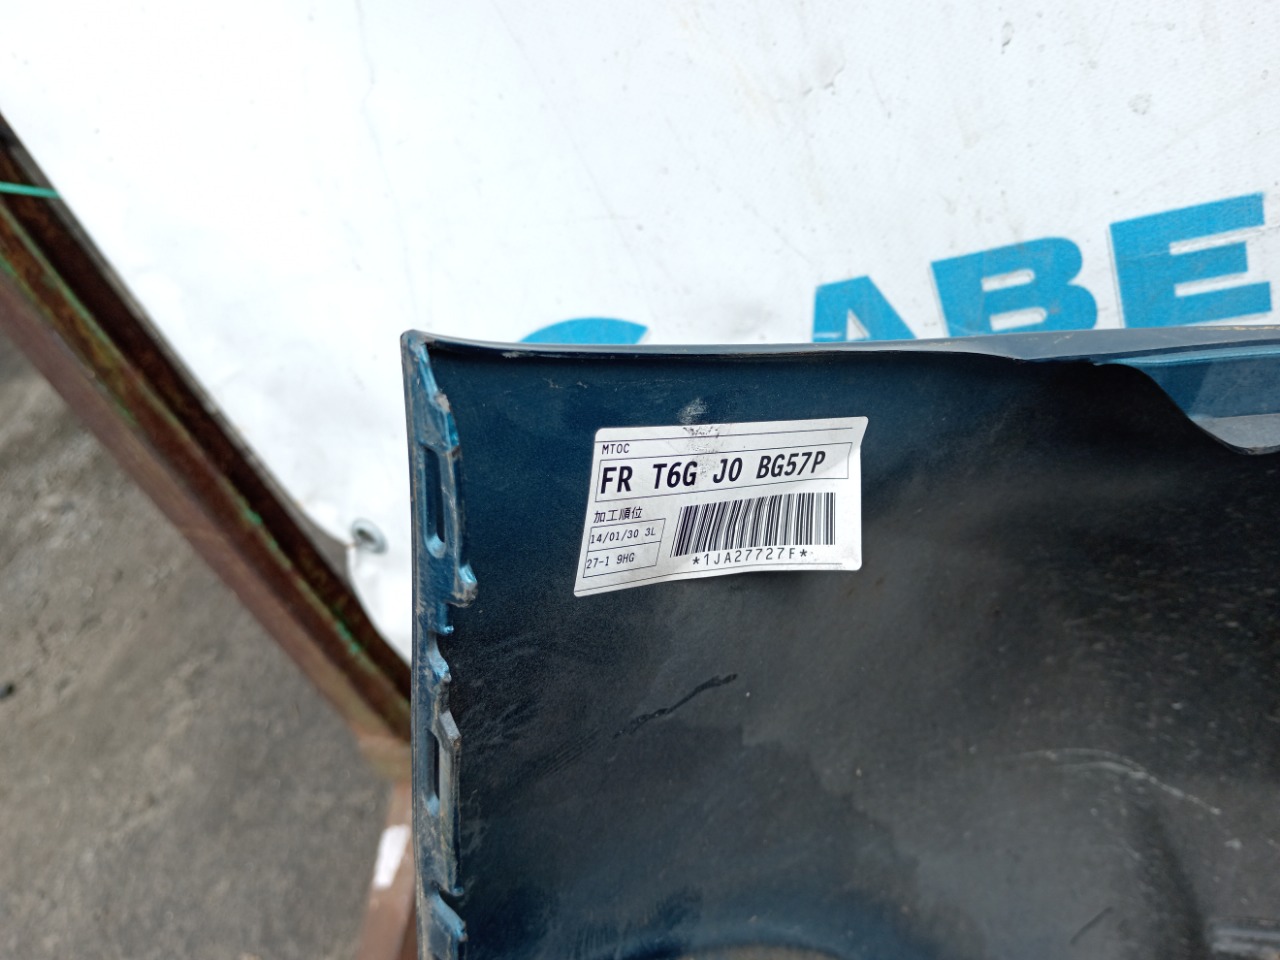 ABE
MTOC
FR T6G J0 BG57P
加工順位
14/01/30 3L
27-1 9HG
*1JA27727F*